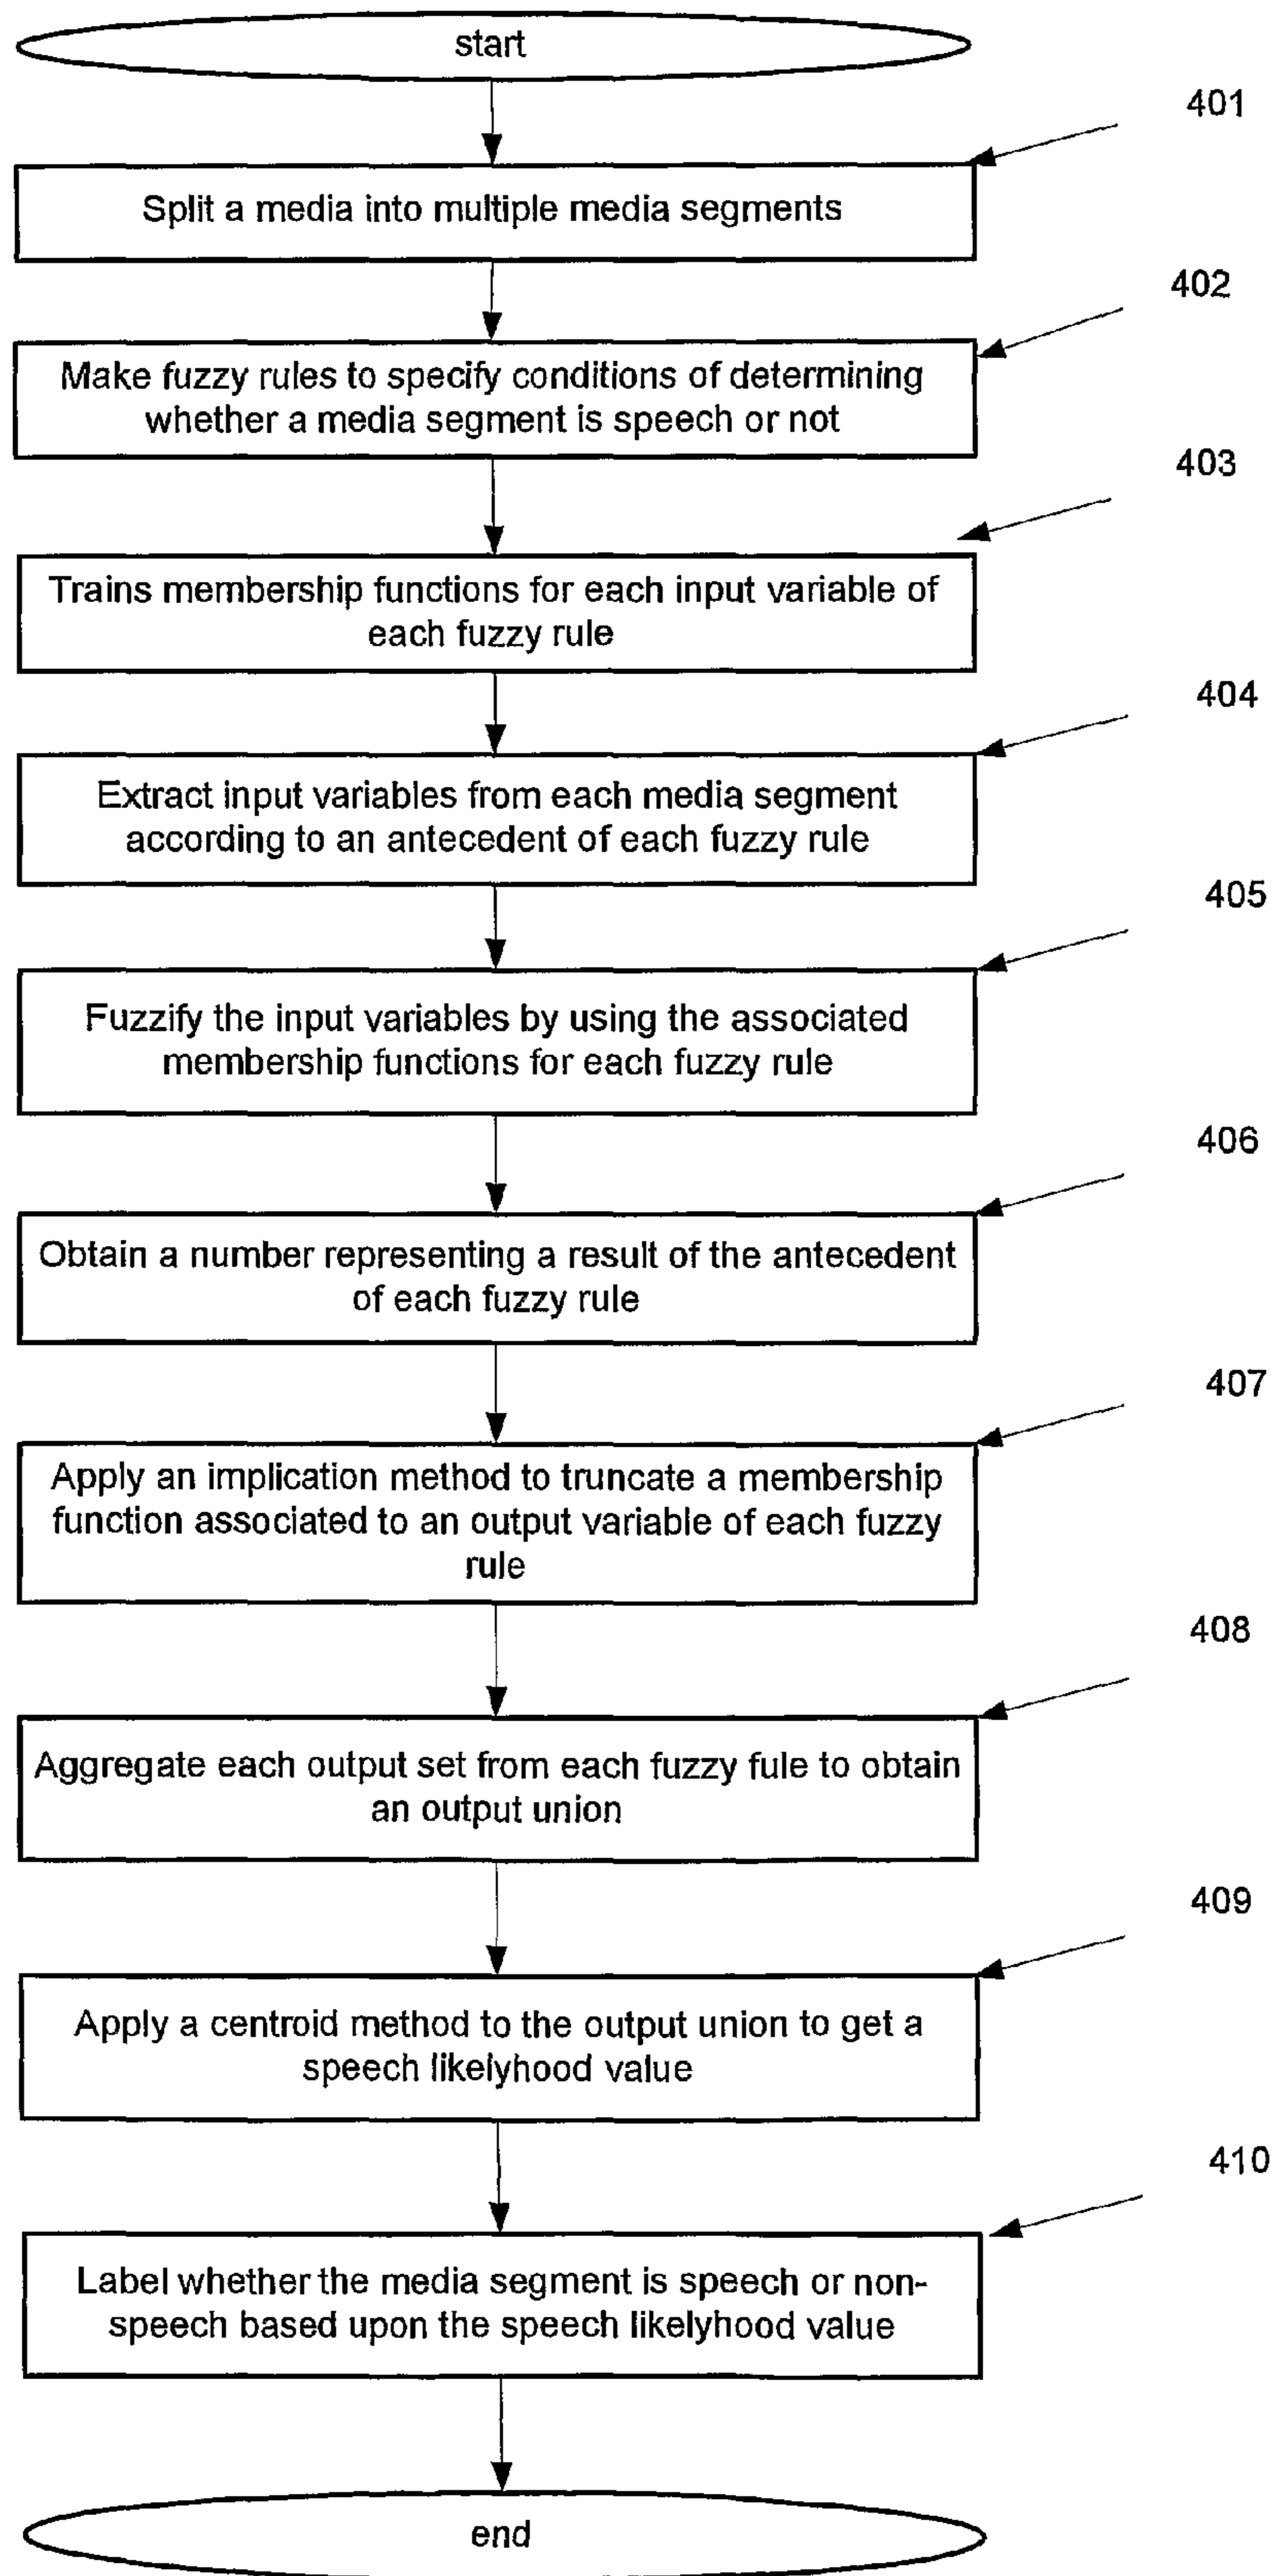 start
401
Split a media into multiple media segments
402
Make fuzzy rules to specify conditions of determining
whether a media segment is speech or not
403
Trains membership functions for each input variable of
each fuzzy rule
404
Extract input variables from each media segment
according to an antecedent of each fuzzy rule
405
Fuzzify the input variables by using the associated
membership functions for each fuzzy rule
406
Obtain a number representing a result of the antecedent
of each fuzzy rule
407
Apply an implication method to truncate a membership
function associated to an output variable of each fuzzy
rule
408
Aggregate each output set from each fuzzy fule to obtain
an output union
409
Apply a centroid method to the output union to get a
speech likelyhood value
410
Label whether the media segment is speech or non-
speech based upon the speech likelyhood value
end